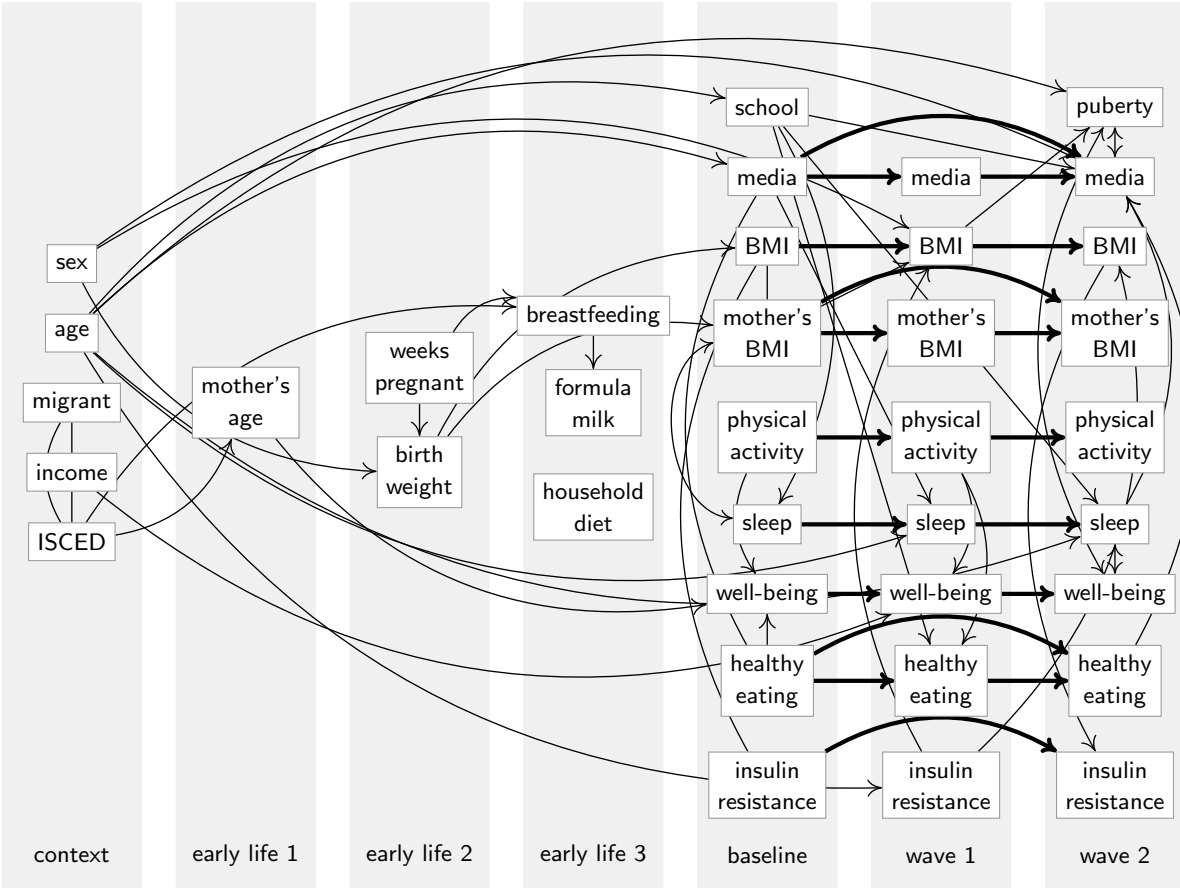 school
puberty
media
media
media
sex
BMI
BMI
BMI
age
breastfeeding
mother's
BMI
mother's
BMI
mother's
BMI
weeks
pregnant
migrant
mother's
age
formula
milk
physical
activity
physical
activity
physical
activity
income
birth
weight
household
diet
sleep
sleep
sleep
ISCED
well-being
well-being
well-being
healthy
eating
healthy
eating
healthy
eating
insulin
resistance
insulin
resistance
insulin
resistance
context
early life 1
early life 2
early life 3
baseline
wave 1
wave 2